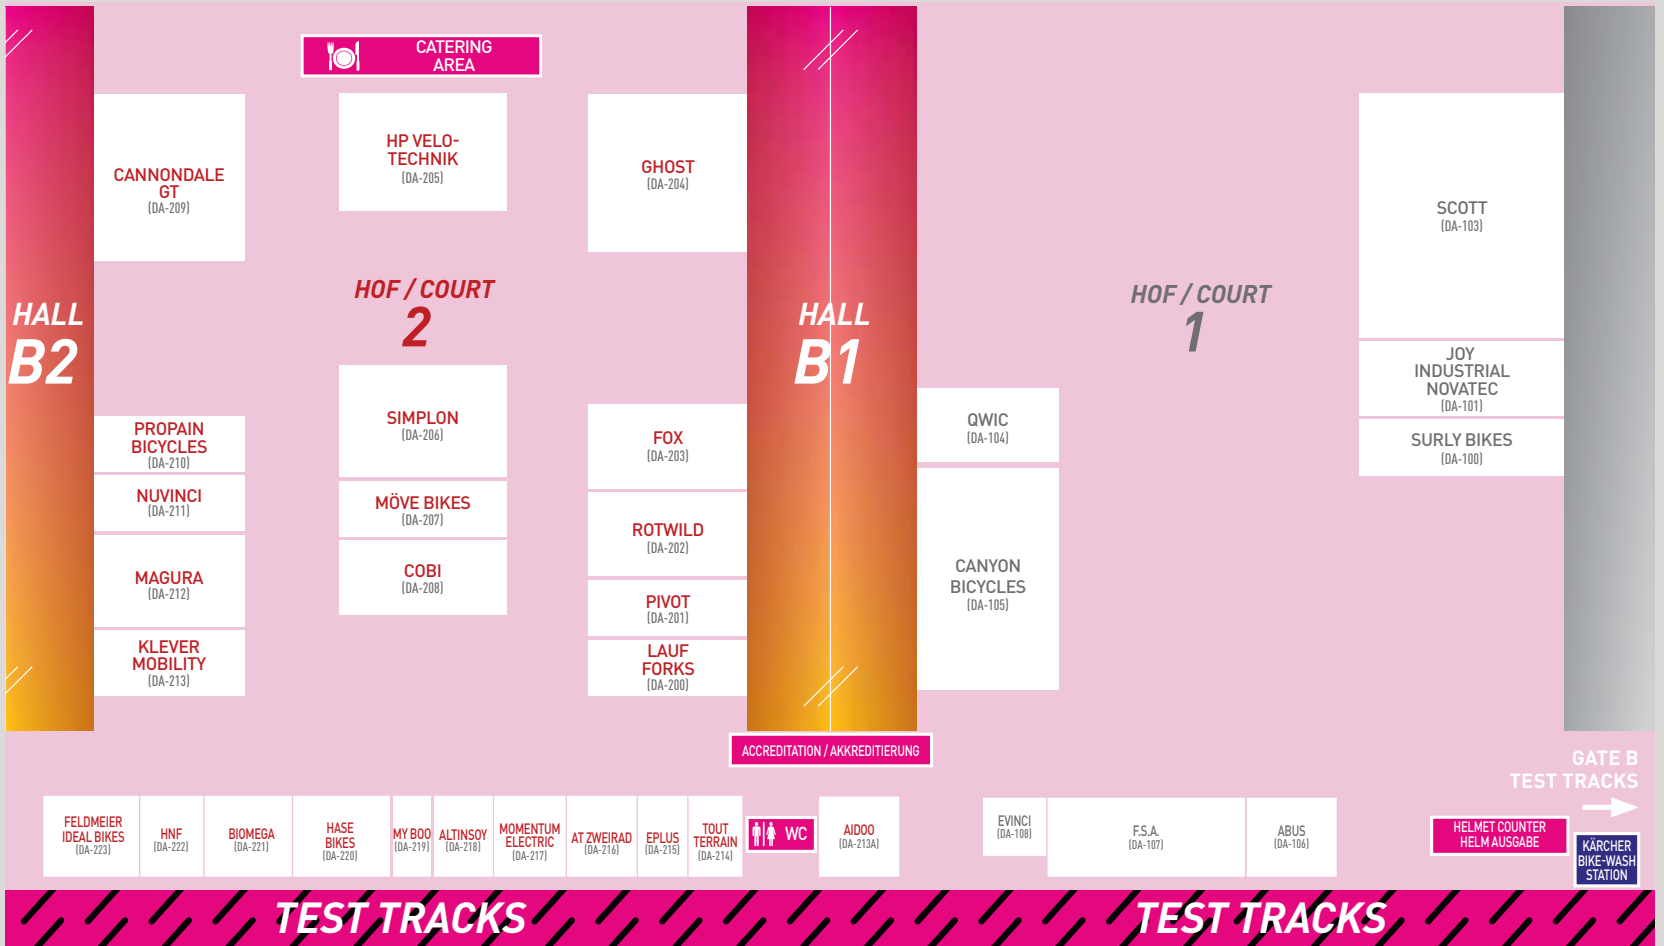 CATERING
AREA
CANNONDALE
GT
(DA-209)
HP VELO-
TECHNIK
(DA-205)
GHOST
(DA-204)
SCOTT
(DA-103)
HALL
B2
HOF / COURT
2
HALL
B1
HOF / COURT
1
JOY
INDUSTRIAL
NOVATEC
(DA-101)
SURLY BIKES
(DA-100)
PROPAIN
BICYCLES
(DA-210)
NUVINCI
(DA-211)
MAGURA
(DA-212)
KLEVER
MOBILITY
(DA-213)
SIMPLON
(DA-206)
MÖVE BIKES
(DA-207)
COBI
(DA-208)
FOX
(DA-203)
ROTWILD
(DA-202)
PIVOT
(DA-201)
LAUF
FORKS
(DA-200)
QWIC
(DA-104)
CANYON
BICYCLES
(DA-105)
ACCREDITATION / AKKREDITIERUNG
GATE B
TEST TRACKS
FELDMEIER
IDEAL BIKES
(DA-223)
HNF
(DA-222)
BIOMEGA
(DA-221)
HASE
BIKES
(DA-220)
MY BOO
(DA-219)
ALTINSOY
(DA-218)
MOMENTUM
ELECTRIC
(DA-217)
AT ZWEIRAD
(DA-216)
EPLUS
(DA-215)
TOUT
TERRAIN
(DA-214)
WC
AIDOO
(DA-213A)
EVINCI
(DA-108)
F.S.A.
(DA-107)
ABUS
(DA-106)
HELMET COUNTER
HELM AUSGABE
KÄRCHER
BIKE-WASH
STATION
TEST TRACKS
TEST TRACKS